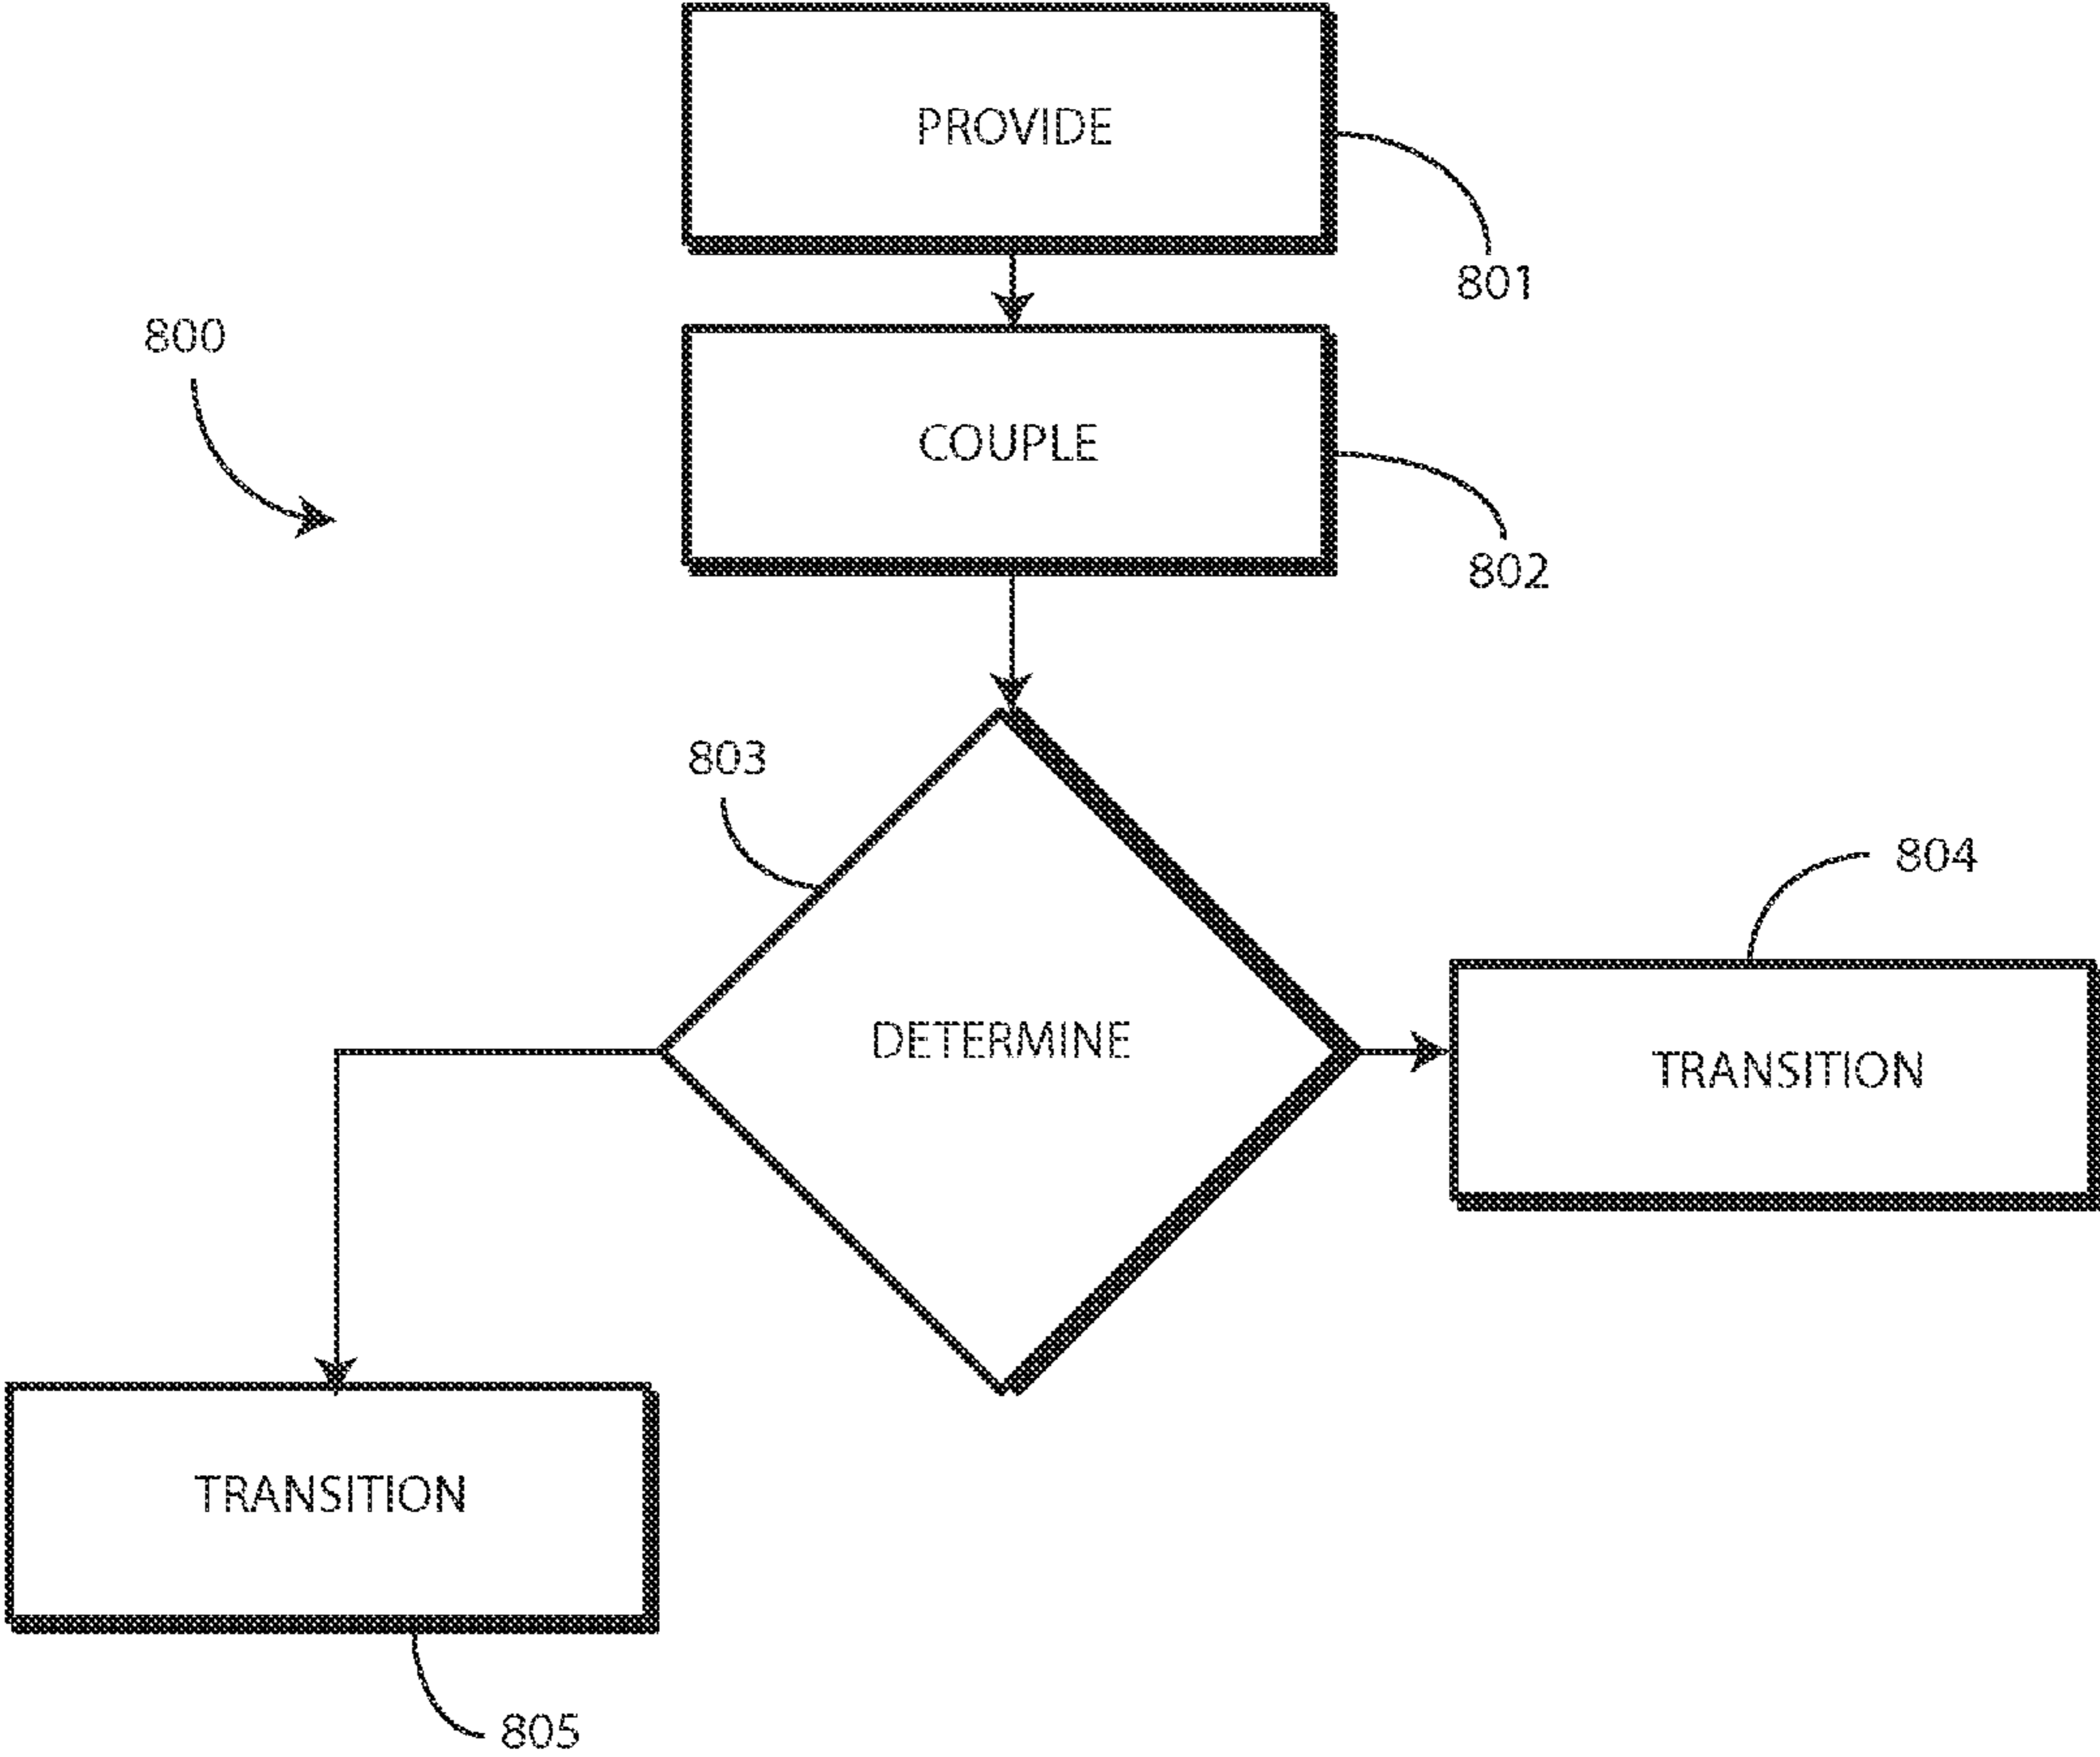 PROVIDE
801
800
COUPLE
802
803
804
DETERMINE
TRANSITION
TRANSITION
805